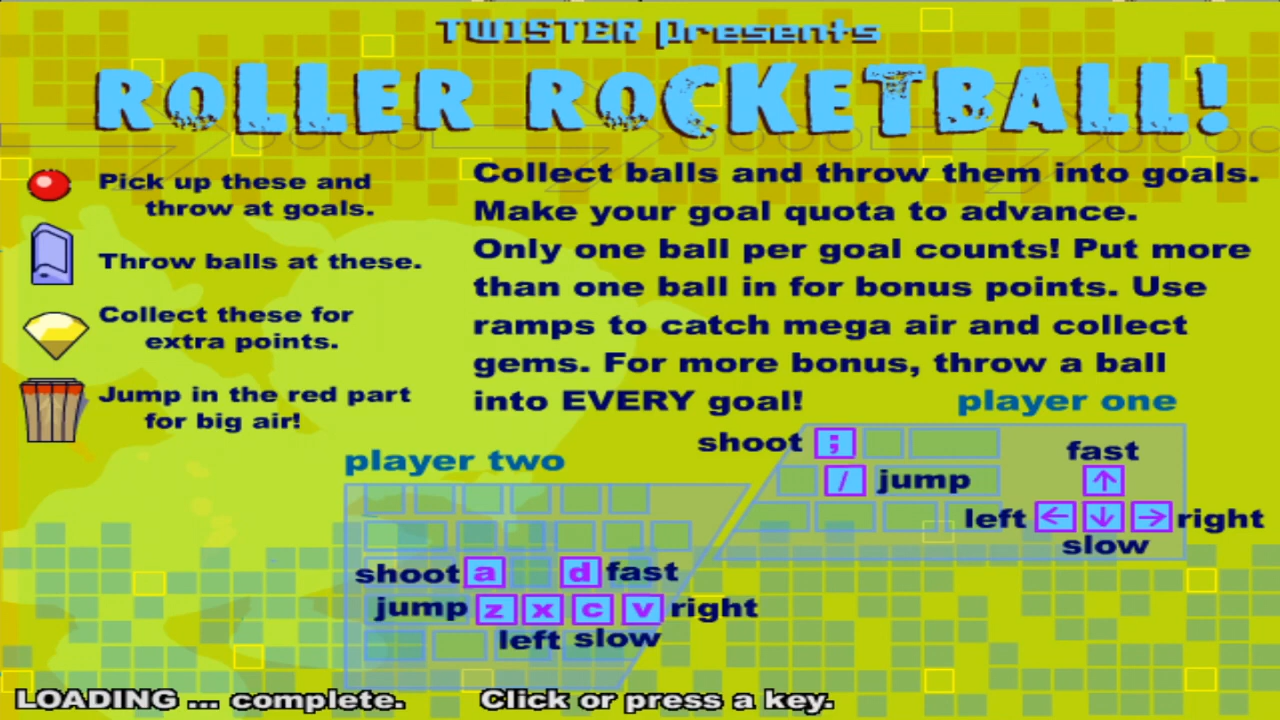 TWISTER Presents
ROLLER ROCKETBALL!
Pick up these and
throw at goals.
Throw balls at these.
Collect these for
extra points.
Jump in the red part
for big air!
Collect balls and throw them into goals.
Make your goal quota to advance.
Only one ball per goal counts! Put more
than one ball in for bonus points. Use
ramps to catch mega air and collect
gems. For more bonus, throw a ball
into EVERY goal!
player one
shoot ;
/ jump
fast
↑
left ← ↓ → right
slow
player two
shoot a d fast
jump z x c v right
left slow
LOADING ... complete. Click or press a key.